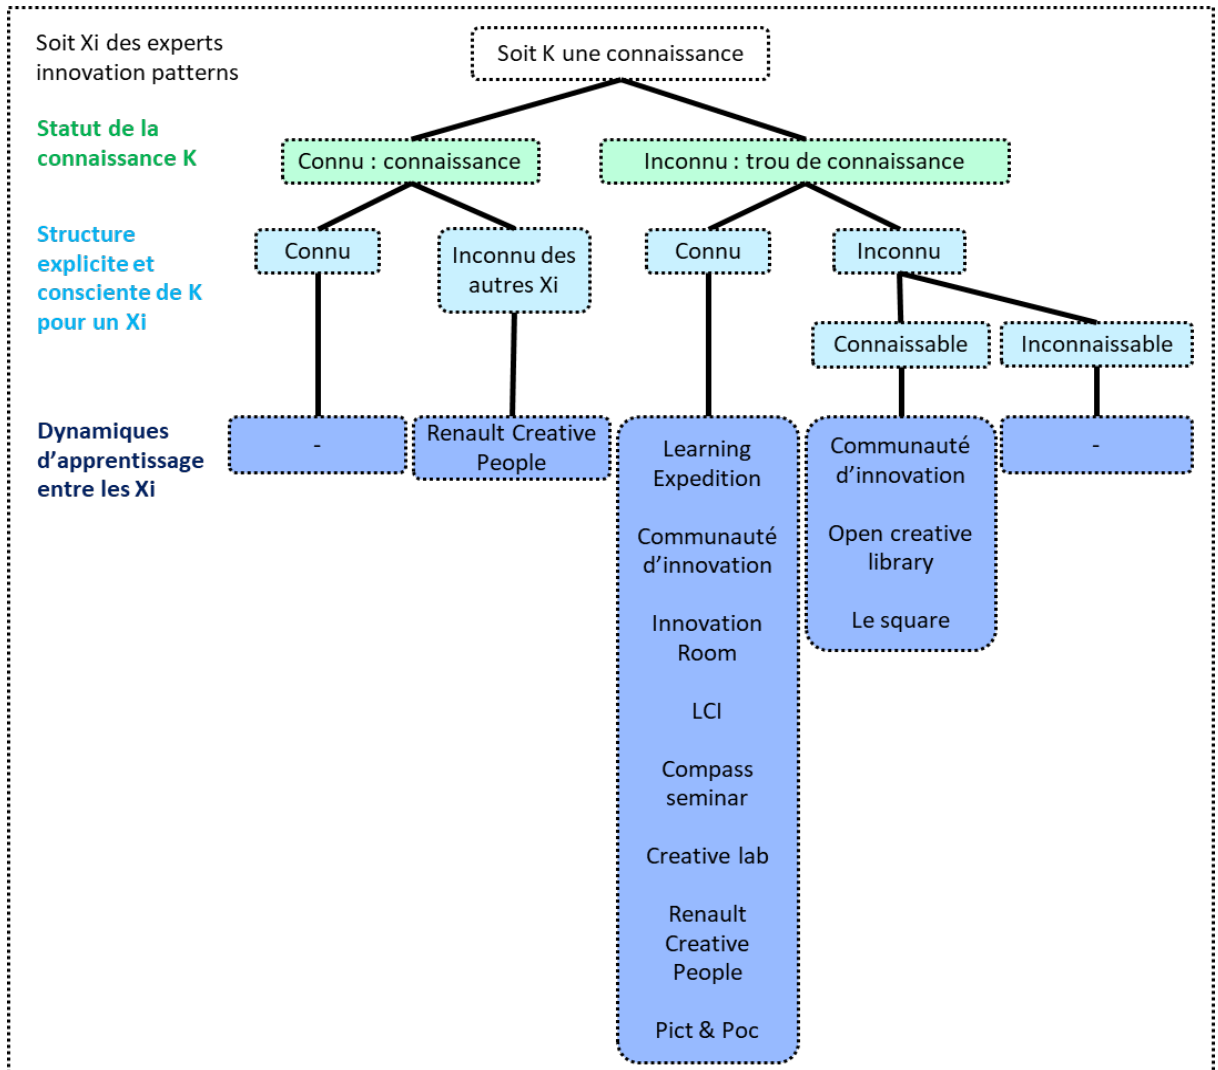 Soit Xi des experts
innovation patterns
Soit K une connaissance
Statut de la
connaissance K
Connu : connaissance
Inconnu : trou de connaissance
Structure
explicite et
consciente de K
pour un Xi
Connu
Inconnu des
autres Xi
Connu
Inconnu
Connaissable
Inconnaissable
Dynamiques
d’apprentissage
entre les Xi
-
Renault Creative
People
Learning
Expedition
Communauté
d’innovation
Innovation
Room
LCI
Compass
seminar
Creative lab
Renault
Creative
People
Pict & Poc
Communauté
d’innovation
Open creative
library
Le square
-